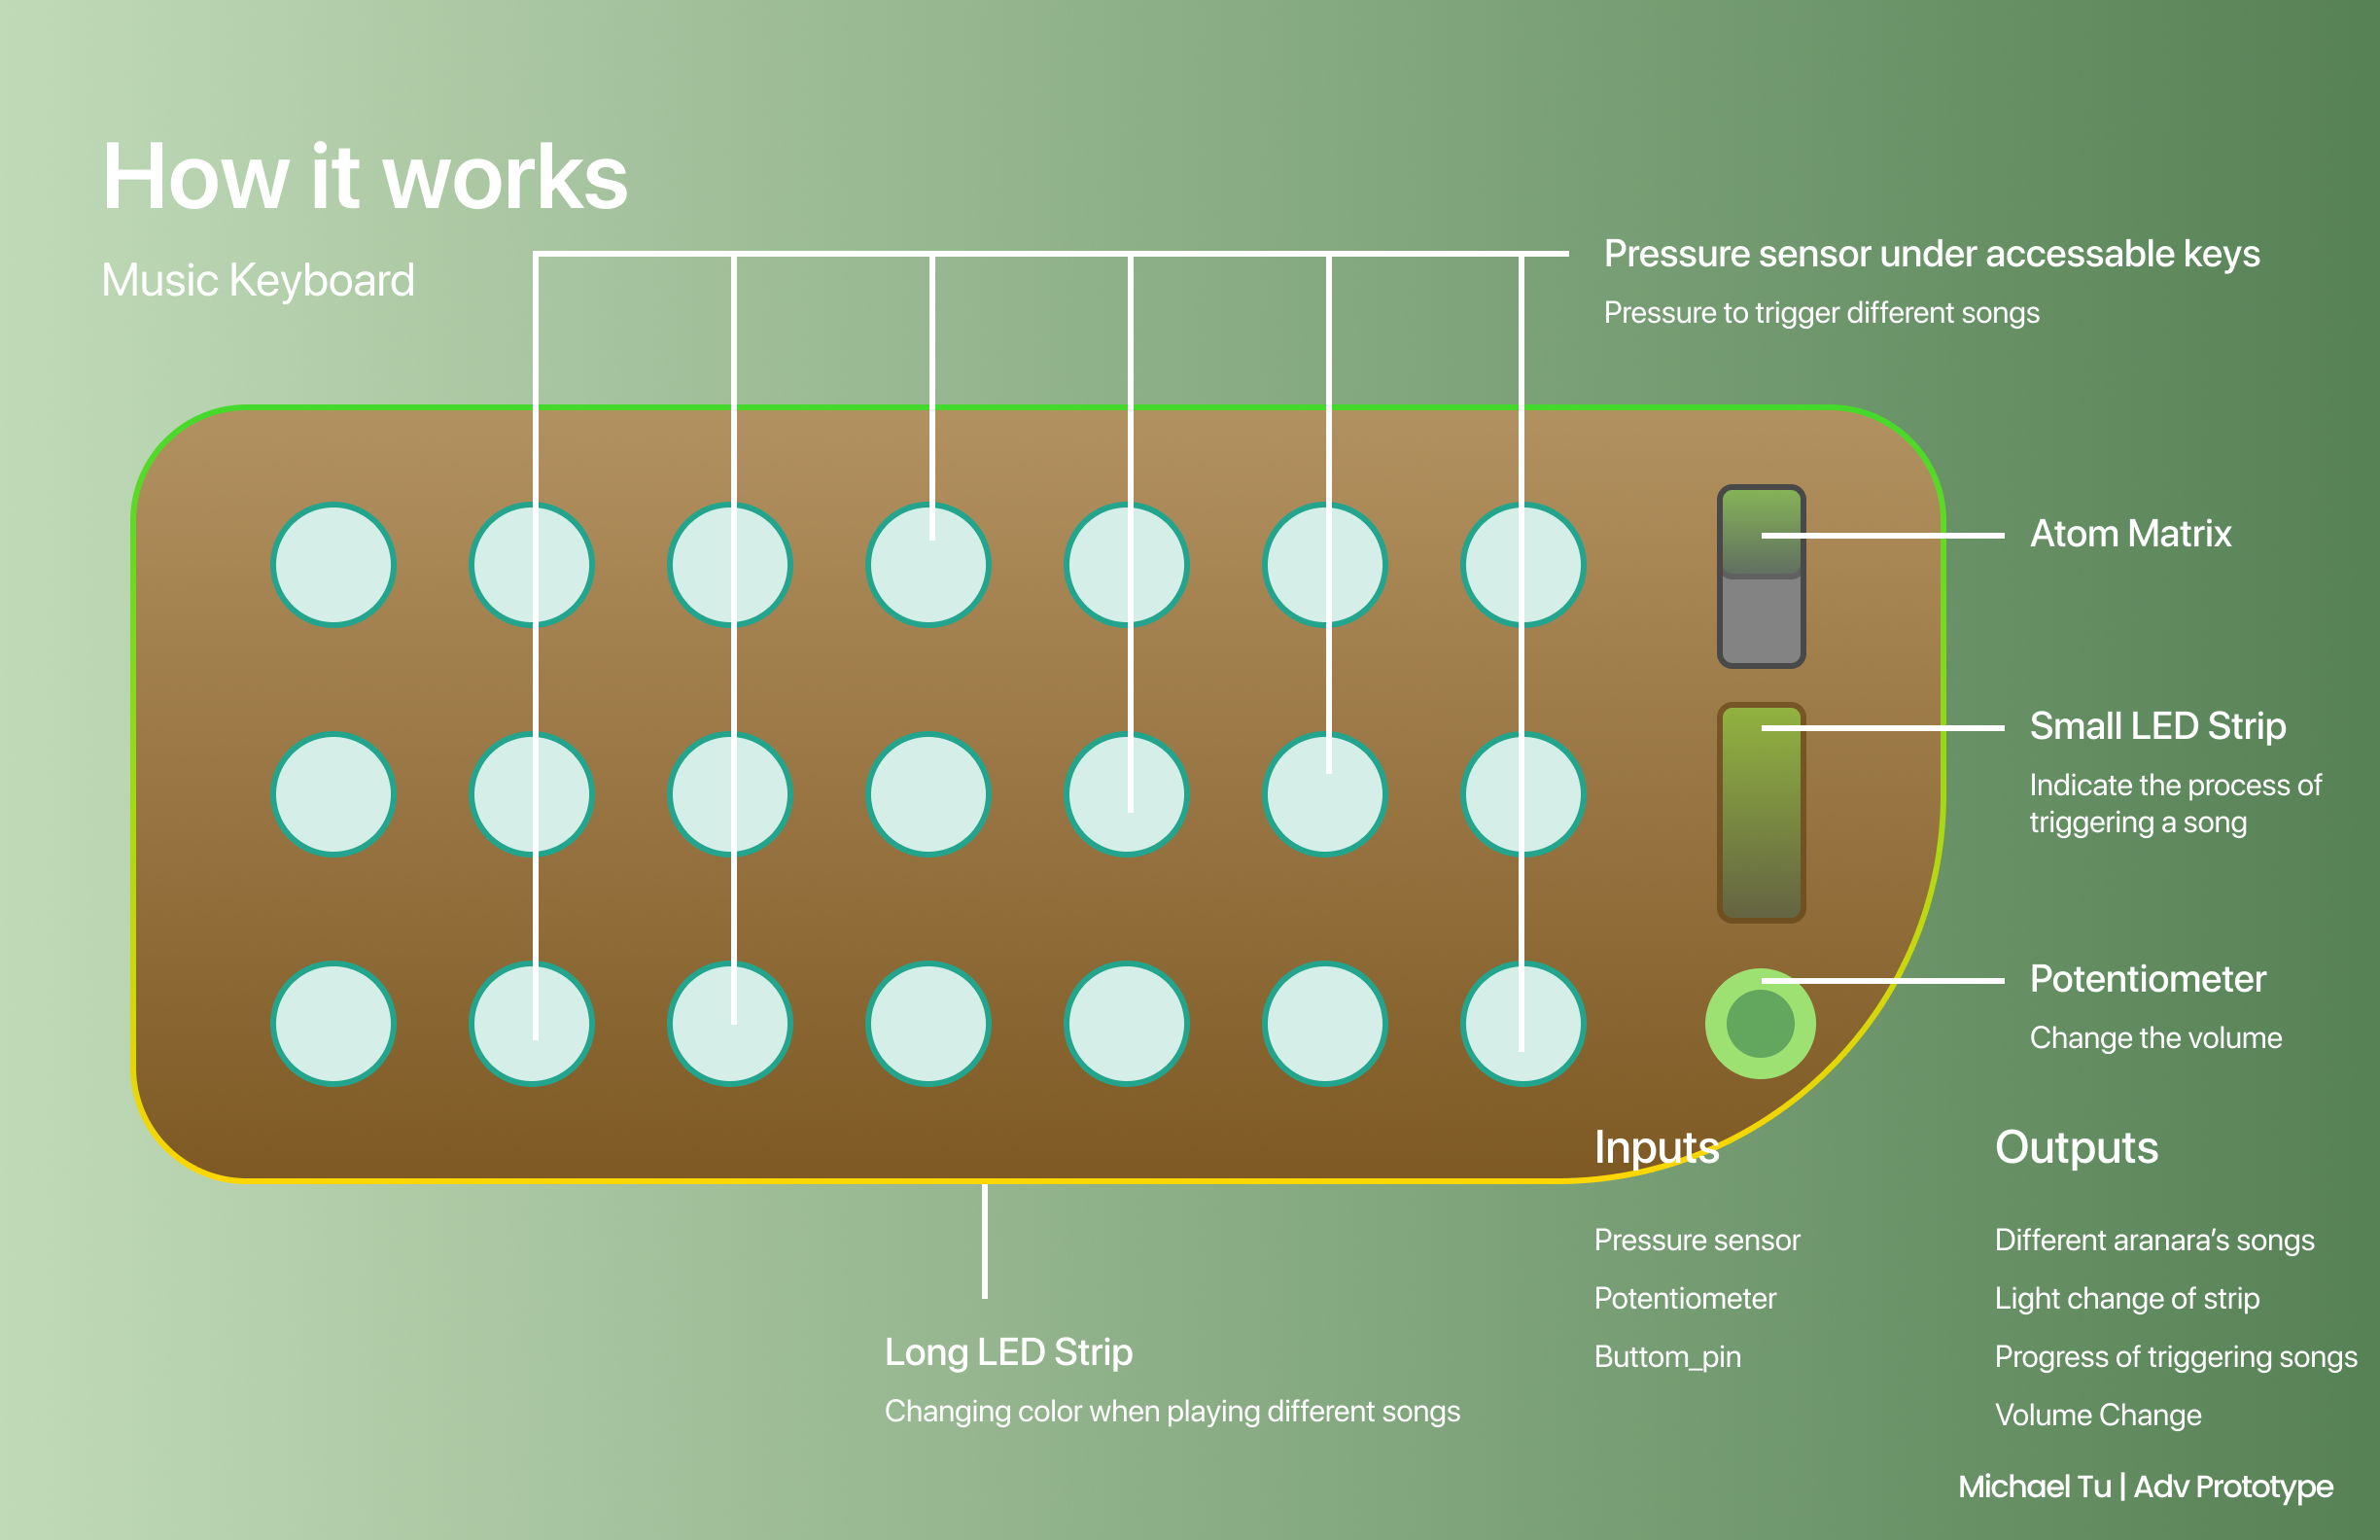 How it works
Music Keyboard
Pressure sensor under accessable keys
Pressure to trigger different songs
Atom Matrix
Small LED Strip
Indicate the process of
triggering a song
Potentiometer
Change the volume
Long LED Strip
Changing color when playing different songs
Inputs
Pressure sensor
Potentiometer
Buttom_pin
Outputs
Different aranara’s songs
Light change of strip
Progress of triggering songs
Volume Change
Michael Tu | Adv Prototype